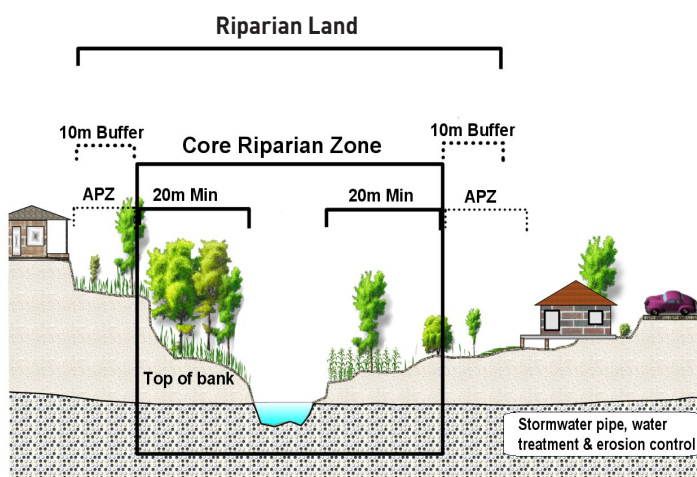 Riparian Land
10m Buffer
10m Buffer
Core Riparian Zone
APZ
20m Min
20m Min
APZ
Top of bank
Stormwater pipe, water
treatment & erosion control